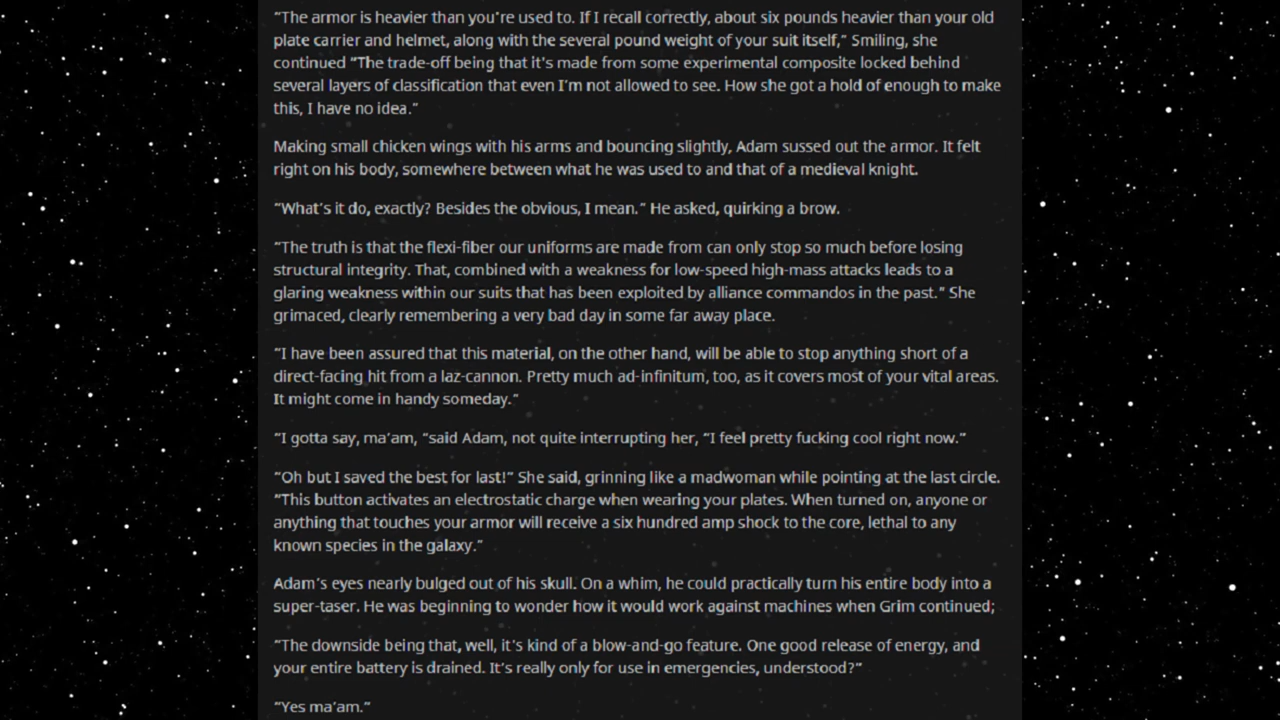 “The armor is heavier than you’re used to. If I recall correctly, about six pounds heavier than your old
plate carrier and helmet, along with the several pound weight of your suit itself,” Smiling, she
continued “The trade-off being that it’s made from some experimental composite locked behind
several layers of classification that even I’m not allowed to see. How she got a hold of enough to make
this, I have no idea.”
Making small chicken wings with his arms and bouncing slightly, Adam sussed out the armor. It felt
right on his body, somewhere between what he was used to and that of a medieval knight.
“What’s it do, exactly? Besides the obvious, I mean.” He asked, quirking a brow.
“The truth is that the flexi-fiber our uniforms are made from can only stop so much before losing
structural integrity. That, combined with a weakness for low-speed high-mass attacks leads to a
glaring weakness within our suits that has been exploited by alliance commandos in the past.” She
grimaced, clearly remembering a very bad day in some far away place.
“I have been assured that this material, on the other hand, will be able to stop anything short of a
direct-facing hit from a laz-cannon. Pretty much ad-infinitum, too, as it covers most of your vital areas.
It might come in handy someday.”
“I gotta say, ma’am, “said Adam, not quite interrupting her, “I feel pretty fucking cool right now.”
“Oh but I saved the best for last!” She said, grinning like a madwoman while pointing at the last circle.
“This button activates an electrostatic charge when wearing your plates. When turned on, anyone or
anything that touches your armor will receive a six hundred amp shock to the core, lethal to any
known species in the galaxy.”
Adam’s eyes nearly bulged out of his skull. On a whim, he could practically turn his entire body into a
super-taser. He was beginning to wonder how it would work against machines when Grim continued;
“The downside being that, well, it’s kind of a blow-and-go feature. One good release of energy, and
your entire battery is drained. It’s really only for use in emergencies, understood?”
“Yes ma’am.”